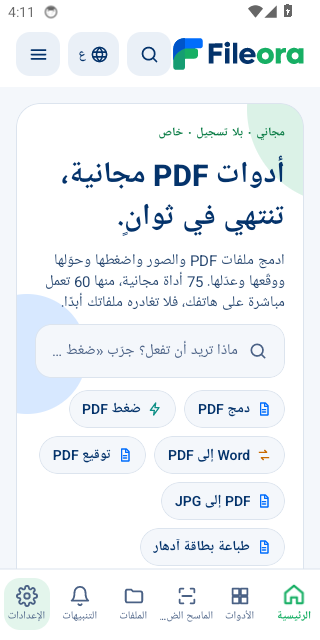 4:11
Fileora
ع
مجاني · بلا تسجيل · خاص
أدوات PDF مجانية،
تنتهي في ثوانٍ.
ادمج ملفات PDF والصور واضغطها وحوّلها
ووقّعها وعدّلها. 75 أداة مجانية، منها 60 تعمل
مباشرة على هاتفك، فلا تغادره ملفاتك أبدًا.
ماذا تريد أن تفعل؟ جرّب «ضغط ...
دمج PDF
ضغط PDF
Word إلى PDF
توقيع PDF
PDF إلى JPG
طباعة بطاقة آدهار
الرئيسية
الأدوات
الماسح الض...
الملفات
التنبيهات
الإعدادات